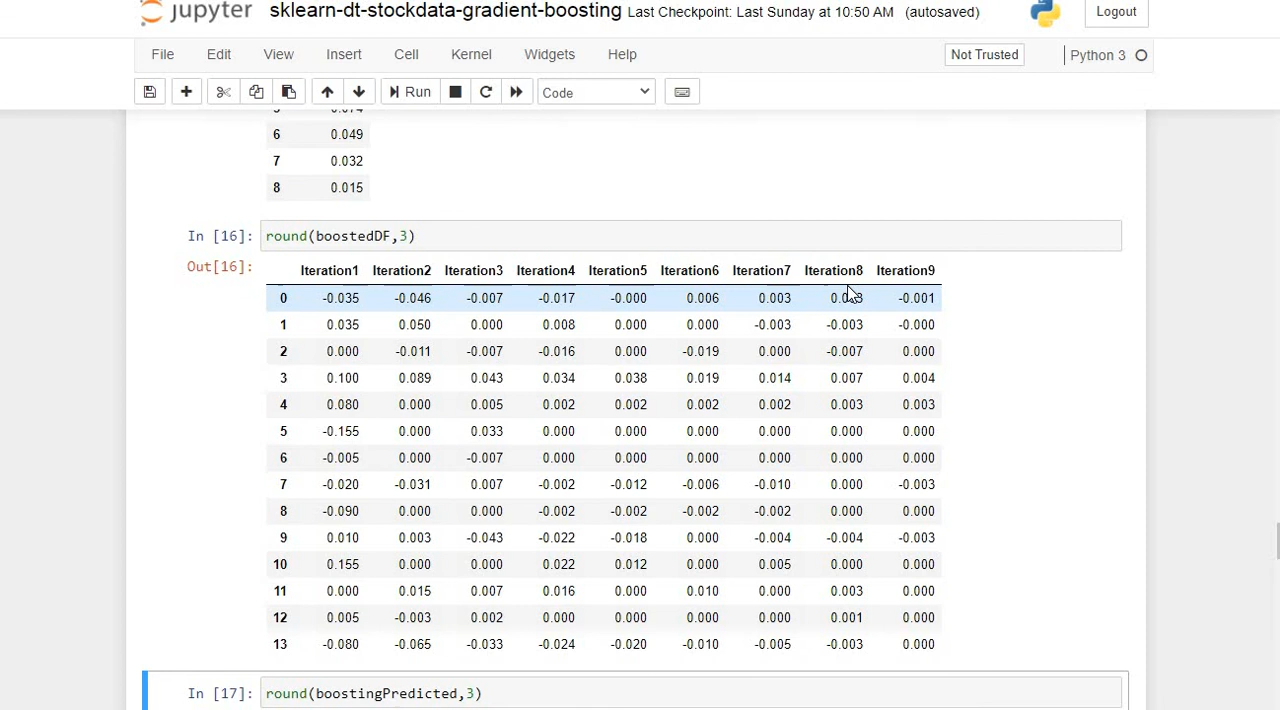 jupyter sklearn-dt-stockdata-gradient-boosting Last Checkpoint: Last Sunday at 10:50 AM (autosaved) Logout
File Edit View Insert Cell Kernel Widgets Help Not Trusted Python 3
Run Code
6 0.049
7 0.032
8 0.015
In [16]: round(boostedDF,3)
Out[16]: Iteration1 Iteration2 Iteration3 Iteration4 Iteration5 Iteration6 Iteration7 Iteration8 Iteration9
0 -0.035 -0.046 -0.007 -0.017 -0.000 0.006 0.003 -0.001
1 0.035 0.050 0.000 0.008 0.000 0.000 -0.003 -0.003 -0.000
2 0.000 -0.011 -0.007 -0.016 0.000 -0.019 0.000 -0.007 0.000
3 0.100 0.089 0.043 0.034 0.038 0.019 0.014 0.007 0.004
4 0.080 0.000 0.005 0.002 0.002 0.002 0.002 0.003 0.003
5 -0.155 0.000 0.033 0.000 0.000 0.000 0.000 0.000 0.000
6 -0.005 0.000 -0.007 0.000 0.000 0.000 0.000 0.000 0.000
7 -0.020 -0.031 0.007 -0.002 -0.012 -0.006 -0.010 0.000 -0.003
8 -0.090 0.000 0.000 -0.002 -0.002 -0.002 -0.002 0.000 0.000
9 0.010 0.003 -0.043 -0.022 -0.018 0.000 -0.004 -0.004 -0.003
10 0.155 0.000 0.000 0.022 0.012 0.000 0.005 0.000 0.000
11 0.000 0.015 0.007 0.016 0.000 0.010 0.000 0.003 0.000
12 0.005 -0.003 0.002 0.000 0.000 0.000 0.000 0.001 0.000
13 -0.080 -0.065 -0.033 -0.024 -0.020 -0.010 -0.005 -0.003 0.000
In [17]: round(boostingPredicted,3)